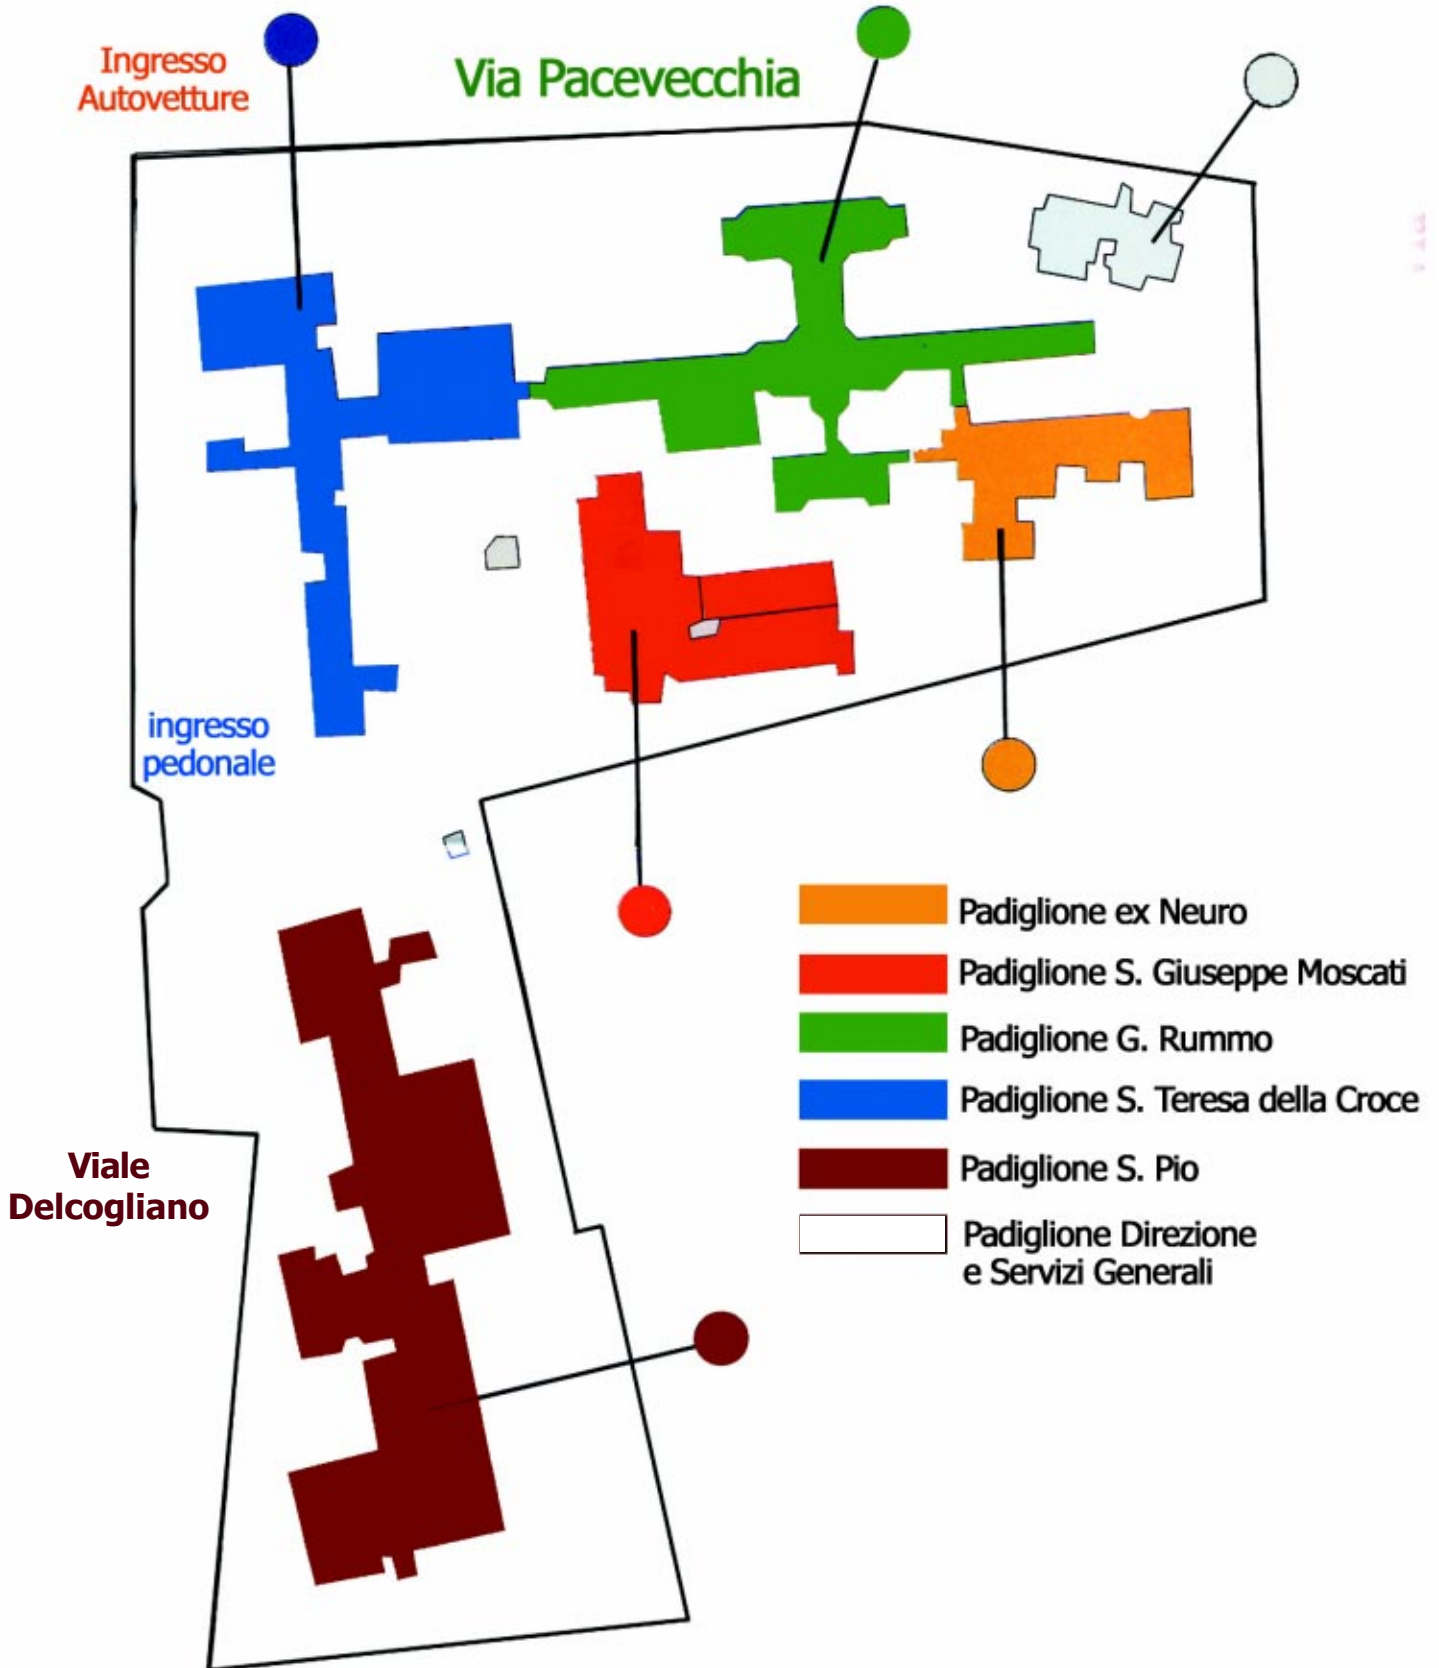 Ingresso
Autovetture
Via Pacevecchia
ingresso
pedonale
Padiglione ex Neuro
Padiglione S. Giuseppe Moscati
Padiglione G. Rummo
Padiglione S. Teresa della Croce
Padiglione S. Pio
Padiglione Direzione
e Servizi Generali
Viale
Delcogliano